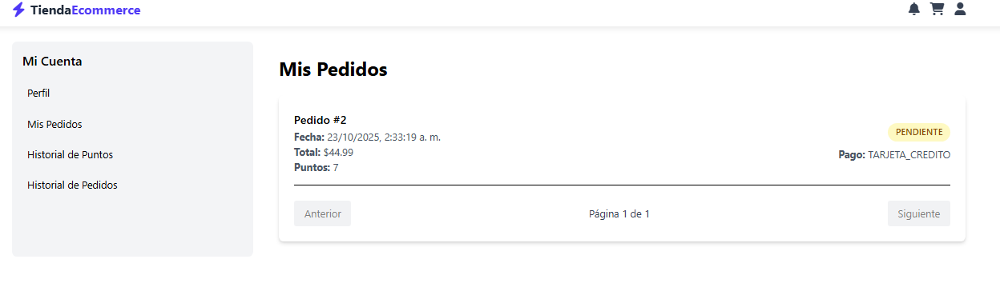 TiendaEcommerce
Mi Cuenta
Perfil
Mis Pedidos
Historial de Puntos
Historial de Pedidos
Mis Pedidos
Pedido #2
Fecha: 23/10/2025, 2:33:19 a. m.
Total: $44.99
Puntos: 7
PENDIENTE
Pago: TARJETA_CREDITO
Anterior
Página 1 de 1
Siguiente